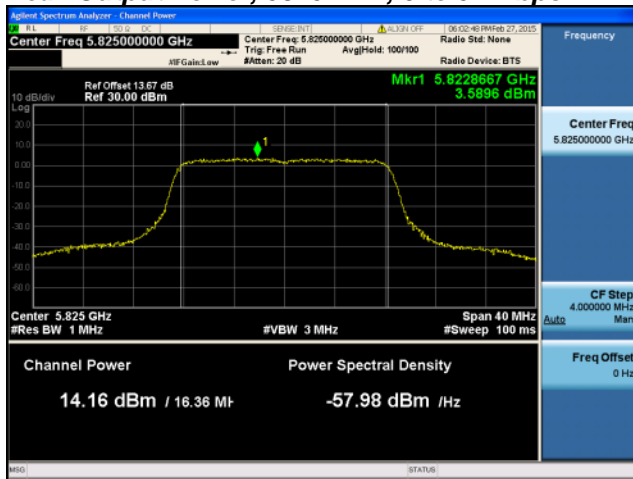 Agilent Spectrum Analyzer - Channel Power
RL RF 50 Ω DC SENSE:INT ALIGN OFF 06:02:48 PM Feb 27, 2015
Center Freq 5.825000000 GHz
Center Freq: 5.825000000 GHz Radio Std: None
Trig: Free Run Avg|Hold: 100/100
#IFGain:Low #Atten: 20 dB Radio Device: BTS
Frequency
Ref Offset 13.67 dB
Mkr1 5.8228667 GHz
10 dB/div Ref 30.00 dBm 3.5896 dBm
Log
20.0
10.0
0.00
-10.0
-20.0
-30.0
-40.0
-50.0
-60.0
1
Center Freq
5.825000000 GHz
Center 5.825 GHz Span 40 MHz
#Res BW 1 MHz #VBW 3 MHz #Sweep 100 ms
CF Step
4.000000 MHz
Auto Man
Channel Power Power Spectral Density
14.16 dBm / 16.36 MH -57.98 dBm /Hz
Freq Offset
0 Hz
MSG STATUS